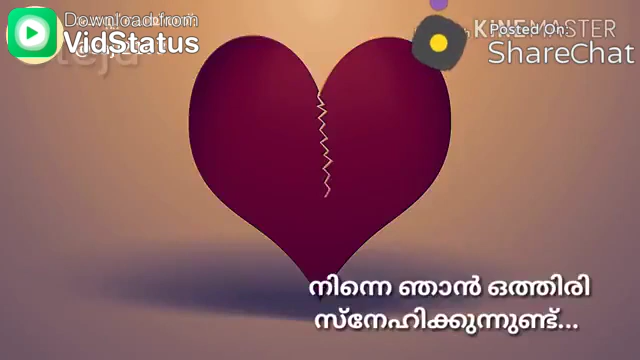 Download from
VidStatus
KINEMASTER
Posted On:
ShareChat
നിന്നെ ഞാൻ ഒത്തിരി
സ്നേഹിക്കുന്നുണ്ട്...